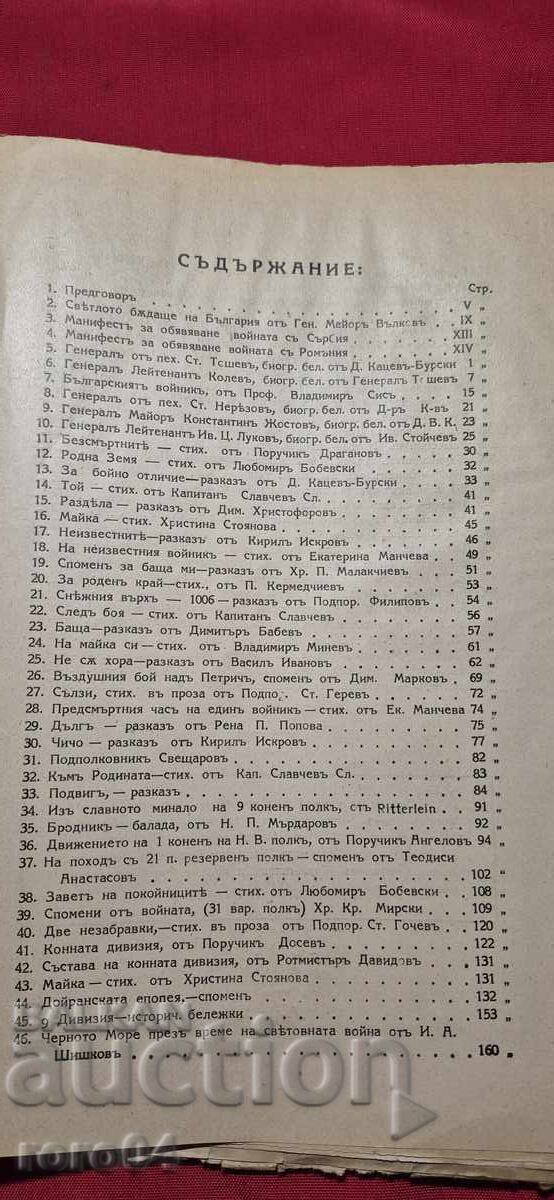 СЪДЪРЖАНИЕ:
Стр.
1. Предговоръ V „
2. Светлото бѫдаще на България отъ Ген. Мейоръ Вълковъ IX „
3. Манифестъ за обявяване войната съ Сърбия XIII „
4. Манифестъ за обявяване войната съ Ромъния XIV „
5. Генералъ отъ пех. Ст. Тошевъ, биогр. бел. отъ Д. Кацевъ-Бурски 1 „
6. Генералъ Лейтенантъ Колевъ, биогр. бел. отъ Генералъ Тошевъ 7 „
7. Българскиятъ войникъ, отъ Проф. Владимиръ Сисъ 15 „
8. Генералъ отъ пех. Ст. Нерѣзовъ, биогр. бел. отъ Д-ръ К-въ 21 „
9. Генералъ Майоръ Константинъ Жостовъ, биогр. бел. отъ Д. В. К. 23 „
10. Генералъ Лейтенантъ Ив. Ц. Луковъ, биогр. бел. отъ Ив. Стойчевъ 25 „
11. Безсмъртнитѣ — стих. отъ Поручикъ Драгановъ 30 „
12. Родна Земя — стих. отъ Любомиръ Бобевски 32 „
13. За бойно отличие—разказъ отъ Д. Кацевъ-Бурски 33 „
14. Той — стих. отъ Капитанъ Славчевъ Сл. 41 „
15. Раздѣла — разказъ отъ Дим. Христофоровъ 41 „
16. Майка — стих. Христина Стоянова 45 „
17. Неизвестнитѣ—разказъ отъ Кирилъ Искровъ 46 „
18. На неизвестния войникъ — стих. отъ Екатерина Манчева 49 „
19. Споменъ за баща ми—разказъ отъ Хр. П. Малакчиевъ 51 „
20. За роденъ край—стих., отъ П. Кермедчиевъ 53 „
21. Снѣжния върхъ — 1006—разказъ отъ Подпор. Филиповъ 54 „
22. Следъ боя — стих. отъ Капитанъ Славчевъ 56 „
23. Баща—разказъ отъ Димитъръ Бабевъ 57 „
24. На майка си—стих. отъ Владимиръ Миневъ 61 „
25. Не сѫ хора—разказъ отъ Василъ Ивановъ 62 „
26. Въздушния бой надъ Петричъ, споменъ отъ Дим. Марковъ 69 „
27. Сълзи, стих. въ проза отъ Подпор. Ст. Геревъ 72 „
28. Предсмъртния часъ на единъ войникъ—стих. отъ Ек. Манчева 74 „
29. Дългъ — разказъ отъ Рена П. Попова 75 „
30. Чичо — разказъ отъ Кирилъ Искровъ 77 „
31. Подполковникъ Свещаровъ 82 „
32. Къмъ Родината—стих. отъ Кап. Славчевъ Сл. 83 „
33. Подвигъ, — разказъ 84 „
34. Изъ славното минало на 9 коненъ полкъ, стъ Ritterlein 91 „
35. Бродникъ — балада, отъ Н. П. Мърдаровъ 92 „
36. Движението на 1 коненъ на Н. В. полкъ, отъ Поручикъ Ангеловъ 94 „
37. На походъ съ 21 п. резервенъ полкъ—споменъ отъ Теодиси
Анастасовъ 102 „
38. Заветъ на покойницитѣ — стих. отъ Любомиръ Бобевски 108 „
39. Спомени отъ войната, (31 вар. полкъ) Хр. Кр. Мирски 109 „
40. Две незабравки,—стих. въ проза отъ Подпор. Ст. Гочевъ 120 „
41. Конната дивизия, отъ Поручикъ Досевъ 122 „
42. Състава на конната дивизия, отъ Ротмистъръ Давидовъ 131 „
43. Майка — стих. отъ Христина Стоянова 131 „
44. Дойранската епопея,—споменъ 132 „
45. 9 Дивизия—историч. бележки 153 „
46. Черното Море презъ време на световната война отъ И. А.
Шишковъ 160 „
auction
roro04